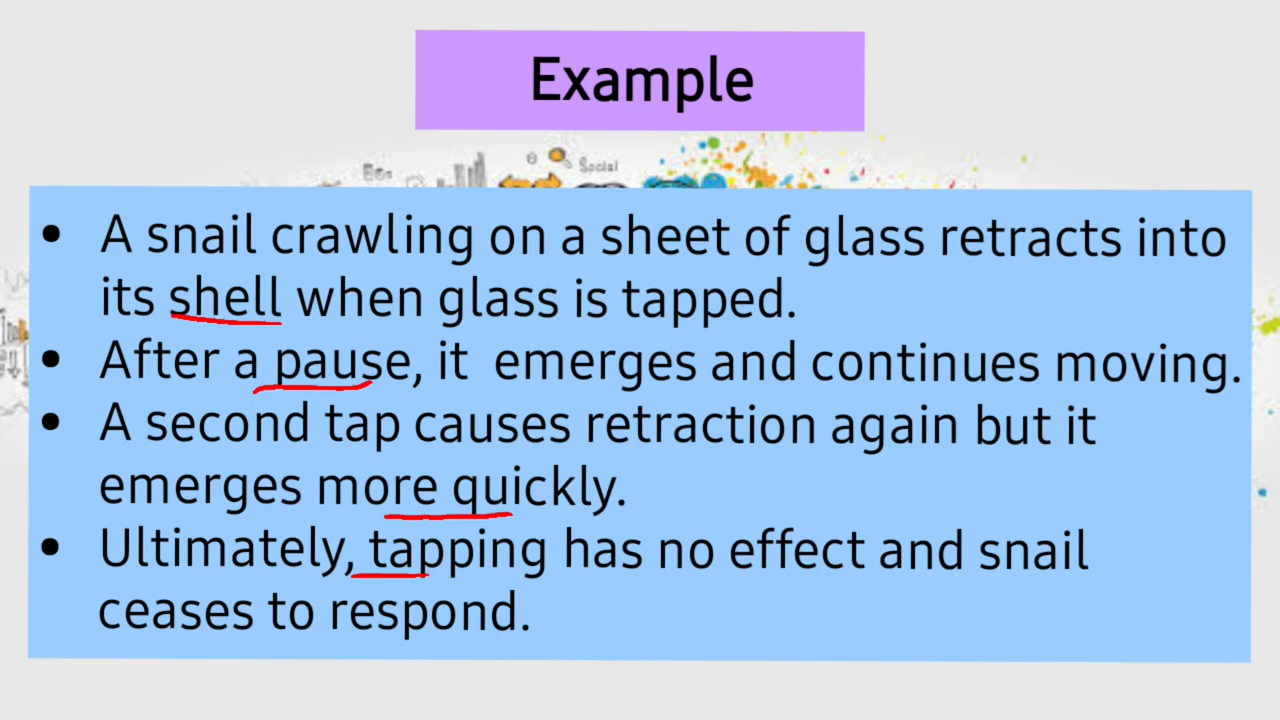 Example
Social
• A snail crawling on a sheet of glass retracts into
its shell when glass is tapped.
• After a pause, it emerges and continues moving.
• A second tap causes retraction again but it
emerges more quickly.
• Ultimately, tapping has no effect and snail
ceases to respond.